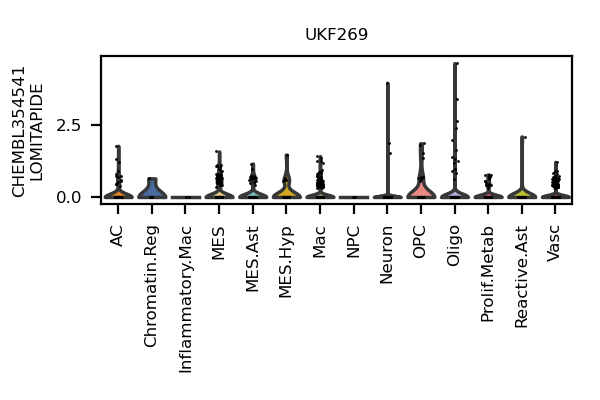 UKF269
CHEMBL354541
LOMITAPIDE
2.5
0.0
AC
Chromatin.Reg
Inflammatory.Mac
MES
MES.Ast
MES.Hyp
Mac
NPC
Neuron
OPC
Oligo
Prolif.Metab
Reactive.Ast
Vasc